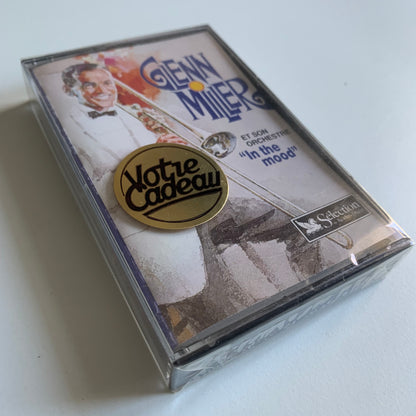 GLENN
MILLER
ET SON
ORCHESTRE
"In the
mood"
Votre
Cadeau
Sélection